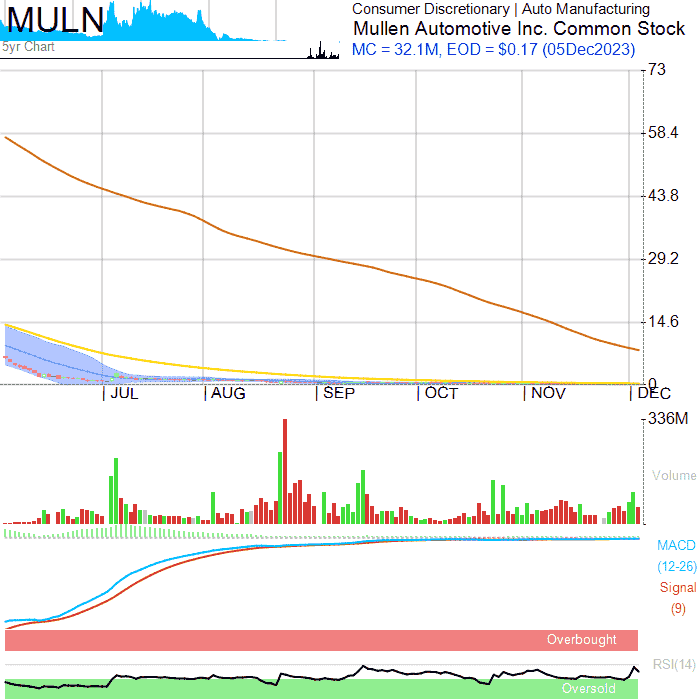 MULN
5yr Chart
Consumer Discretionary | Auto Manufacturing
Mullen Automotive Inc. Common Stock
MC = 32.1M, EOD = $0.17 (05Dec2023)
73
58.4
43.8
29.2
14.6
0
JUL AUG SEP OCT NOV DEC
336M
Volume
MACD
(12-26)
Signal
(9)
Overbought
RSI(14)
Oversold